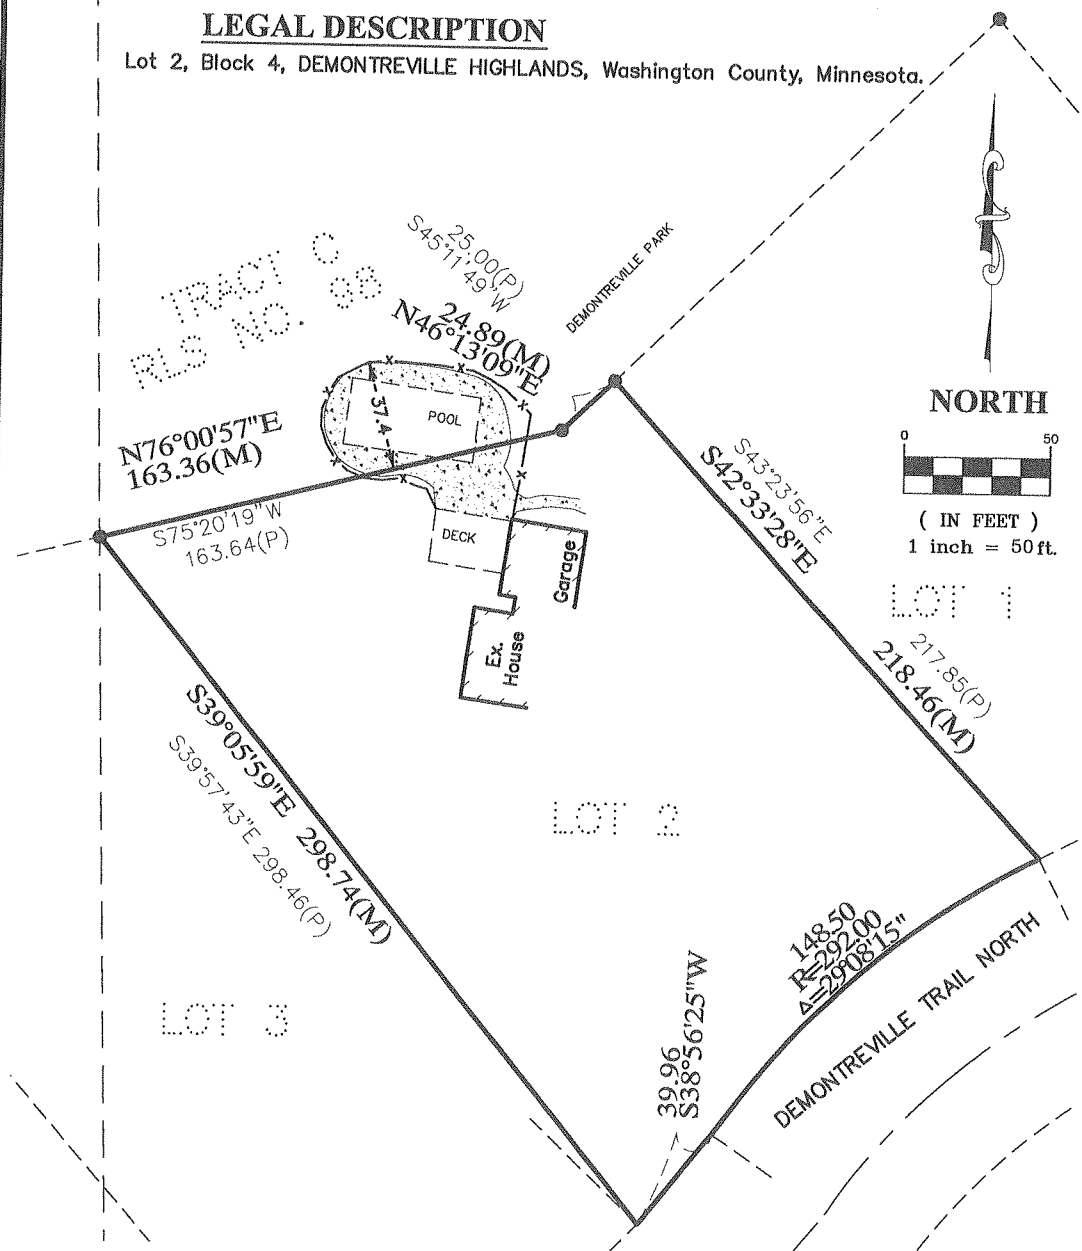 LEGAL DESCRIPTION
Lot 2, Block 4, DEMONTREVILLE HIGHLANDS, Washington County, Minnesota.
TRACT C
RLS NO. 98
25.00(P)
S45°11'49"W
24.89(M)
N46°13'09"E
DEMONTREVILLE PARK
N76°00'57"E
163.36(M)
S75°20'19"W
163.64(P)
37.4
POOL
DECK
Garage
Ex.
House
NORTH
0 50
( IN FEET )
1 inch = 50 ft.
S43°23'56"E
S42°33'28"E
LOT 1
217.85(P)
218.46(M)
S39°05'59"E 298.74(M)
S39°57'43"E 298.46(P)
LOT 2
LOT 3
148.50
R=292.00
Δ=29°08'15"
39.96
S38°56'25"W
DEMONTREVILLE TRAIL NORTH